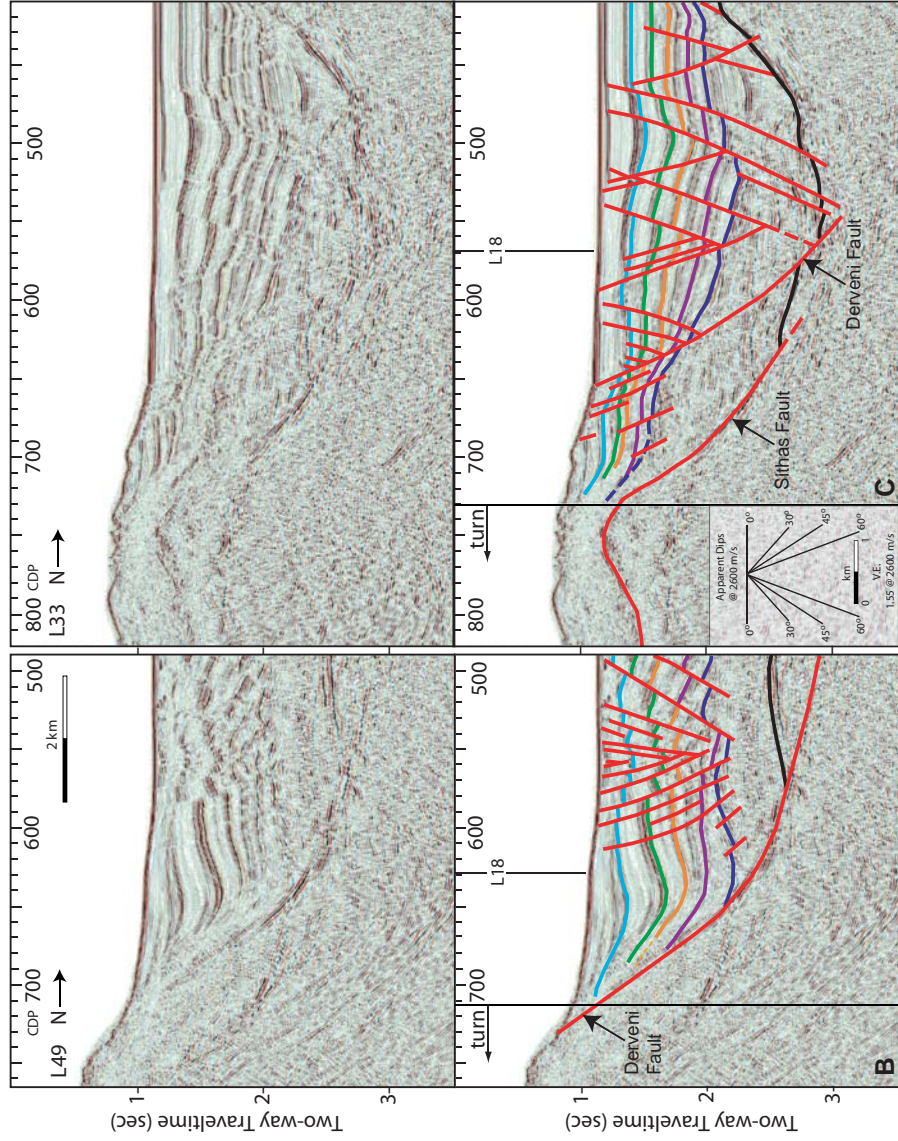 CDP
L49
N
700
600
500
2 km
1
2
3
Two-way Traveltime (sec)
CDP
L33
N
800
700
600
500
700
600
500
turn
L18
Derveni
Fault
1
2
3
Two-way Traveltime (sec)
B
800
700
600
500
turn
L18
Sithas Fault
Derveni Fault
Apparent Dips
@ 2600 m/s
0°
0°
30°
30°
45°
45°
60°
60°
km
0
1
V.E.
1.55 @ 2600 m/s
C